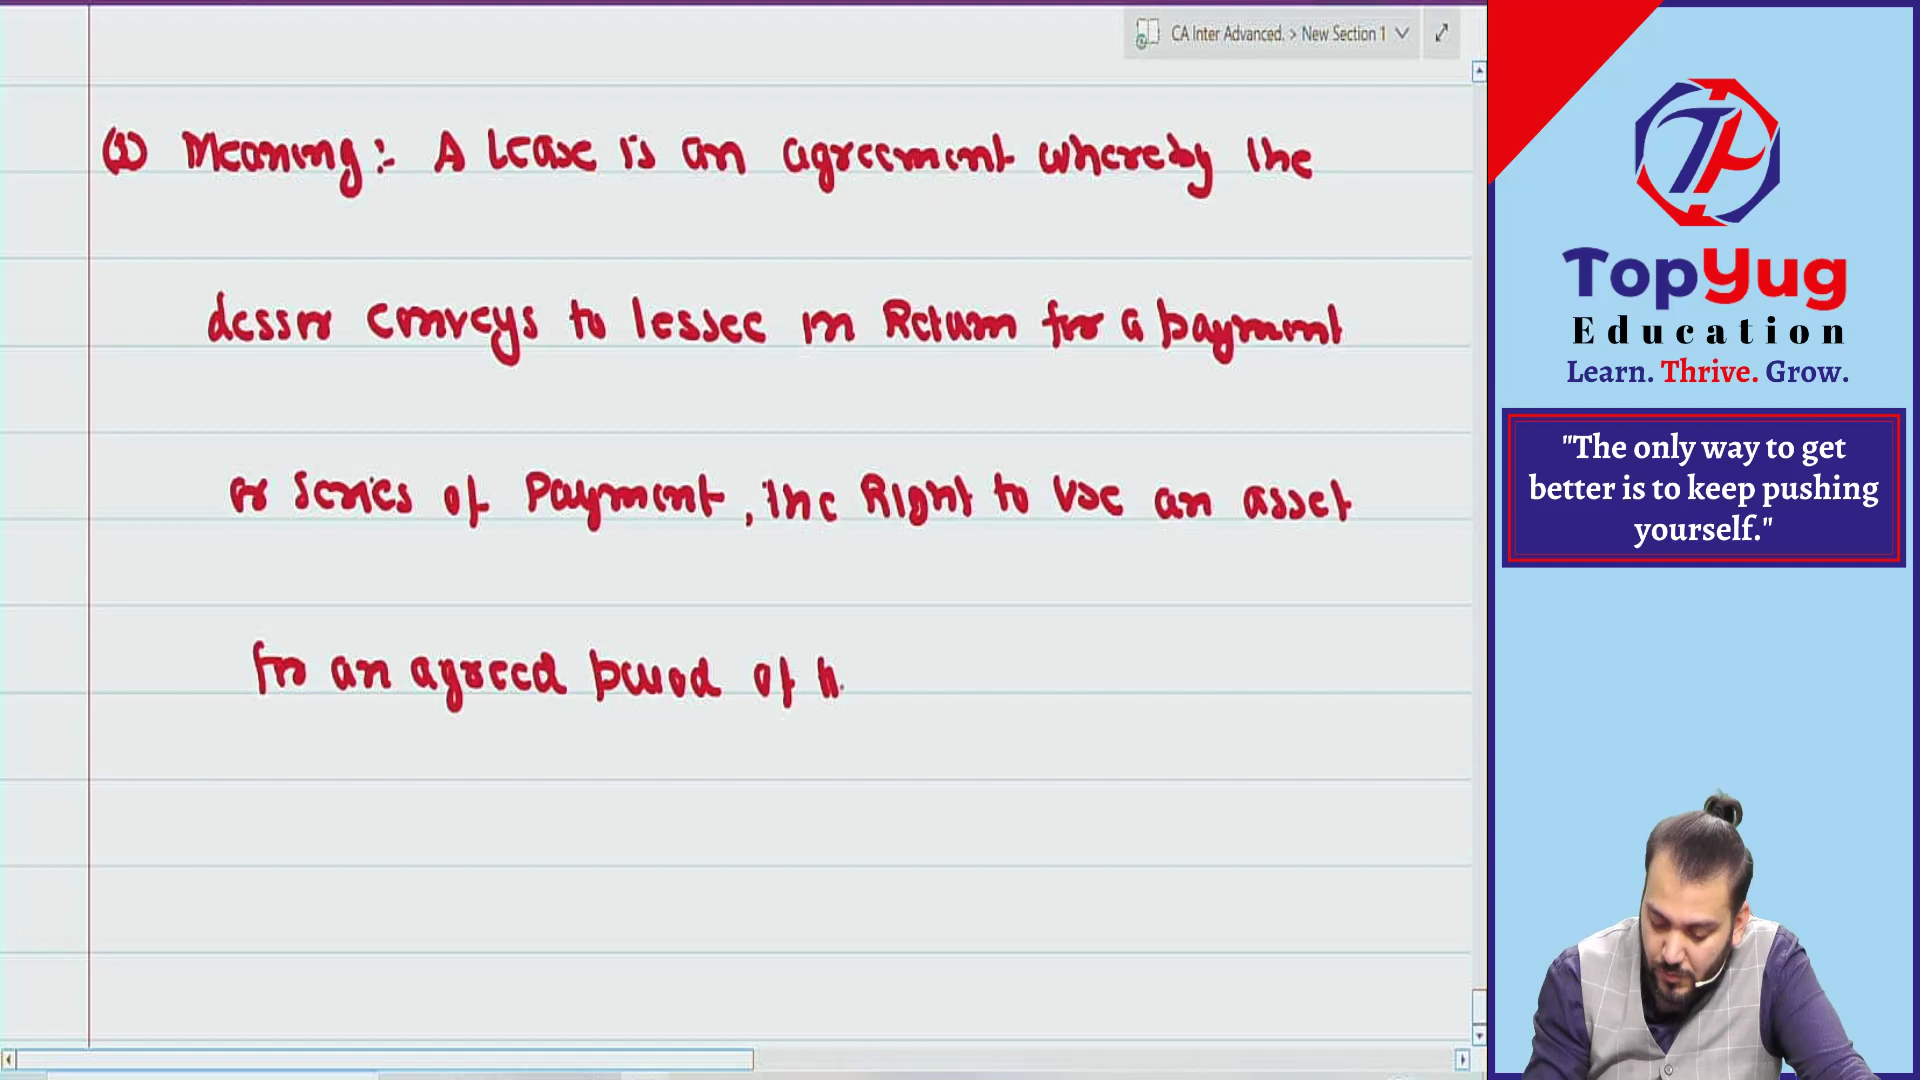 CA Inter Advanced. > New Section 1
(1) Meaning:- A lease is an agreement whereby the
lessor conveys to lessee in Return for a payment
or series of Payment, the Right to use an asset
for an agreed period of
TopYug
Education
Learn. Thrive. Grow.
"The only way to get
better is to keep pushing
yourself."